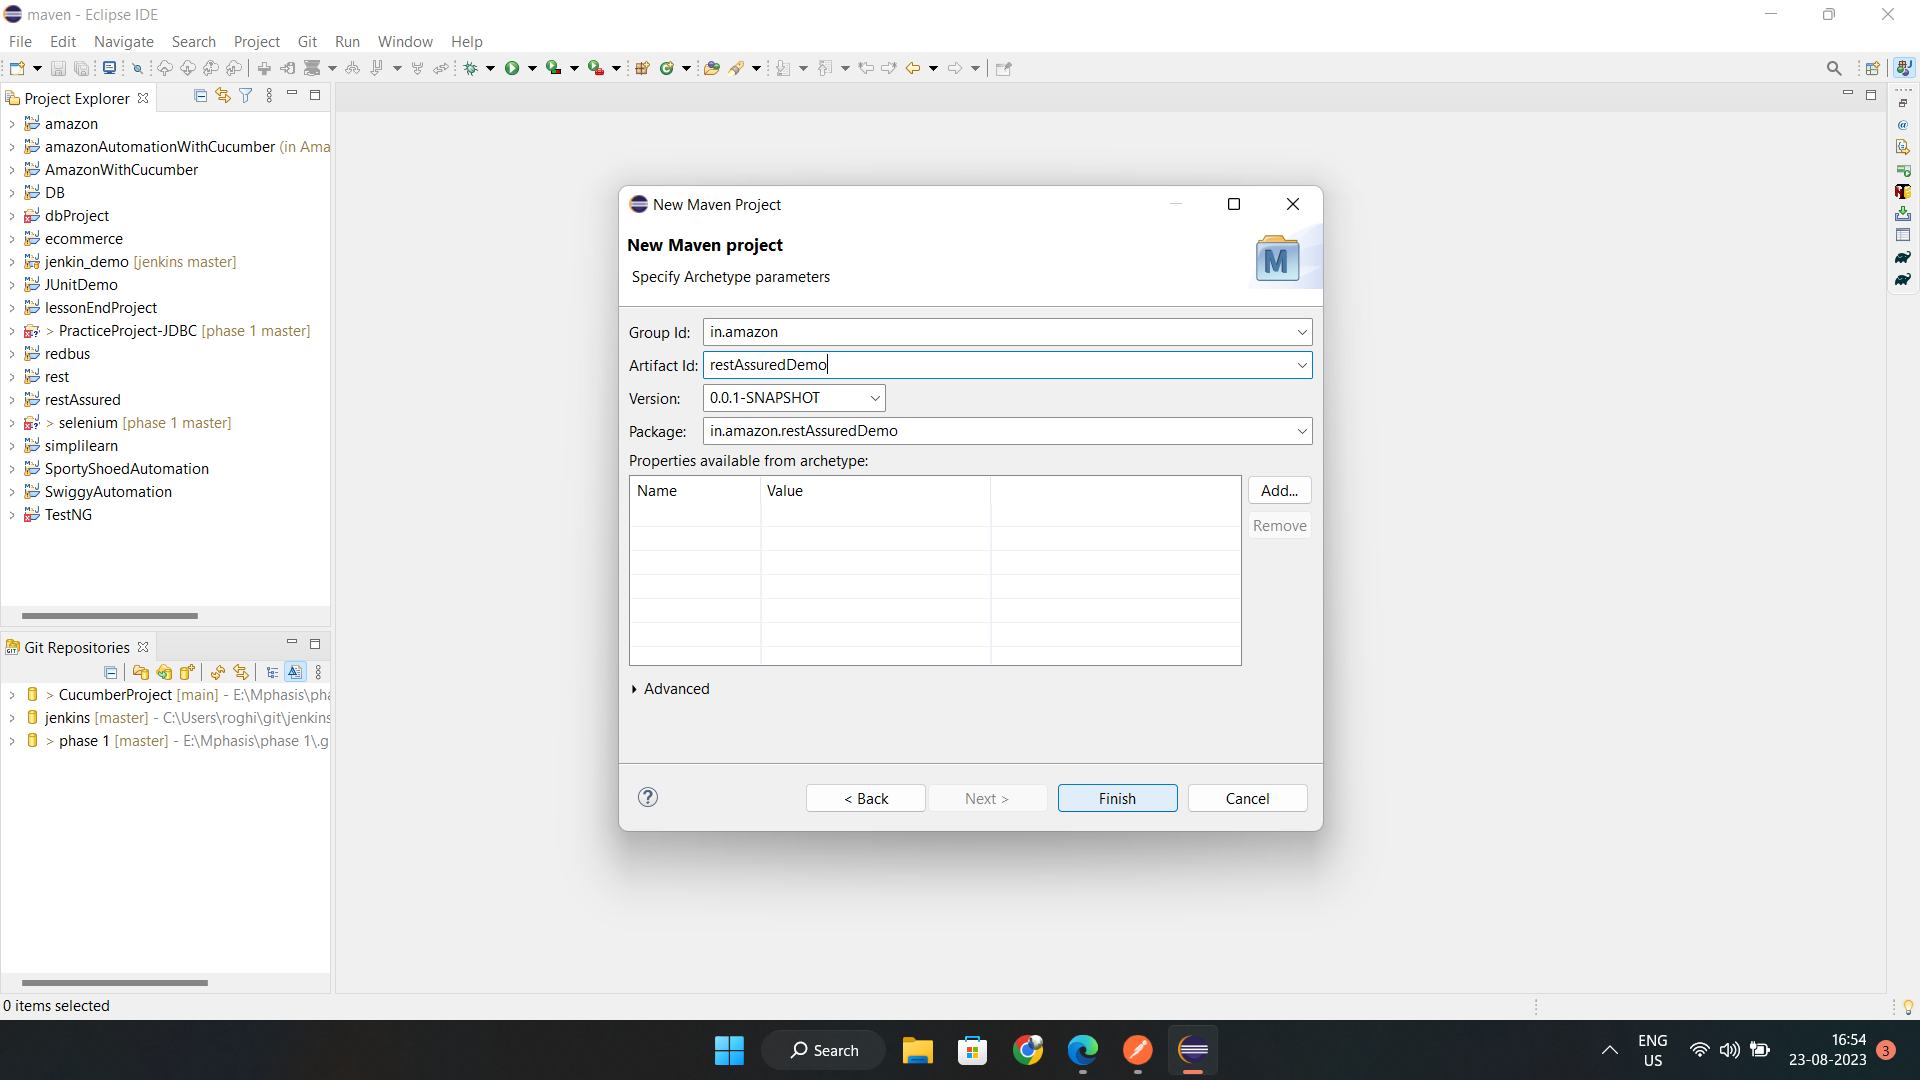 maven - Eclipse IDE
File Edit Navigate Search Project Git Run Window Help
Project Explorer
amazon
amazonAutomationWithCucumber (in Ama
AmazonWithCucumber
DB
dbProject
ecommerce
jenkin_demo [jenkins master]
JUnitDemo
lessonEndProject
> PracticeProject-JDBC [phase 1 master]
redbus
rest
restAssured
> selenium [phase 1 master]
simplilearn
SportyShoedAutomation
SwiggyAutomation
TestNG
Git Repositories
> CucumberProject [main] - E:\Mphasis\pha
jenkins [master] - C:\Users\roghi\git\jenkins
> phase 1 [master] - E:\Mphasis\phase 1\.g
0 items selected
New Maven Project
New Maven project
Specify Archetype parameters
M
Group Id: in.amazon
Artifact Id: restAssuredDemo
Version: 0.0.1-SNAPSHOT
Package: in.amazon.restAssuredDemo
Properties available from archetype:
Name Value
Add...
Remove
Advanced
< Back Next > Finish Cancel
Search
ENG
US
16:54
23-08-2023
3